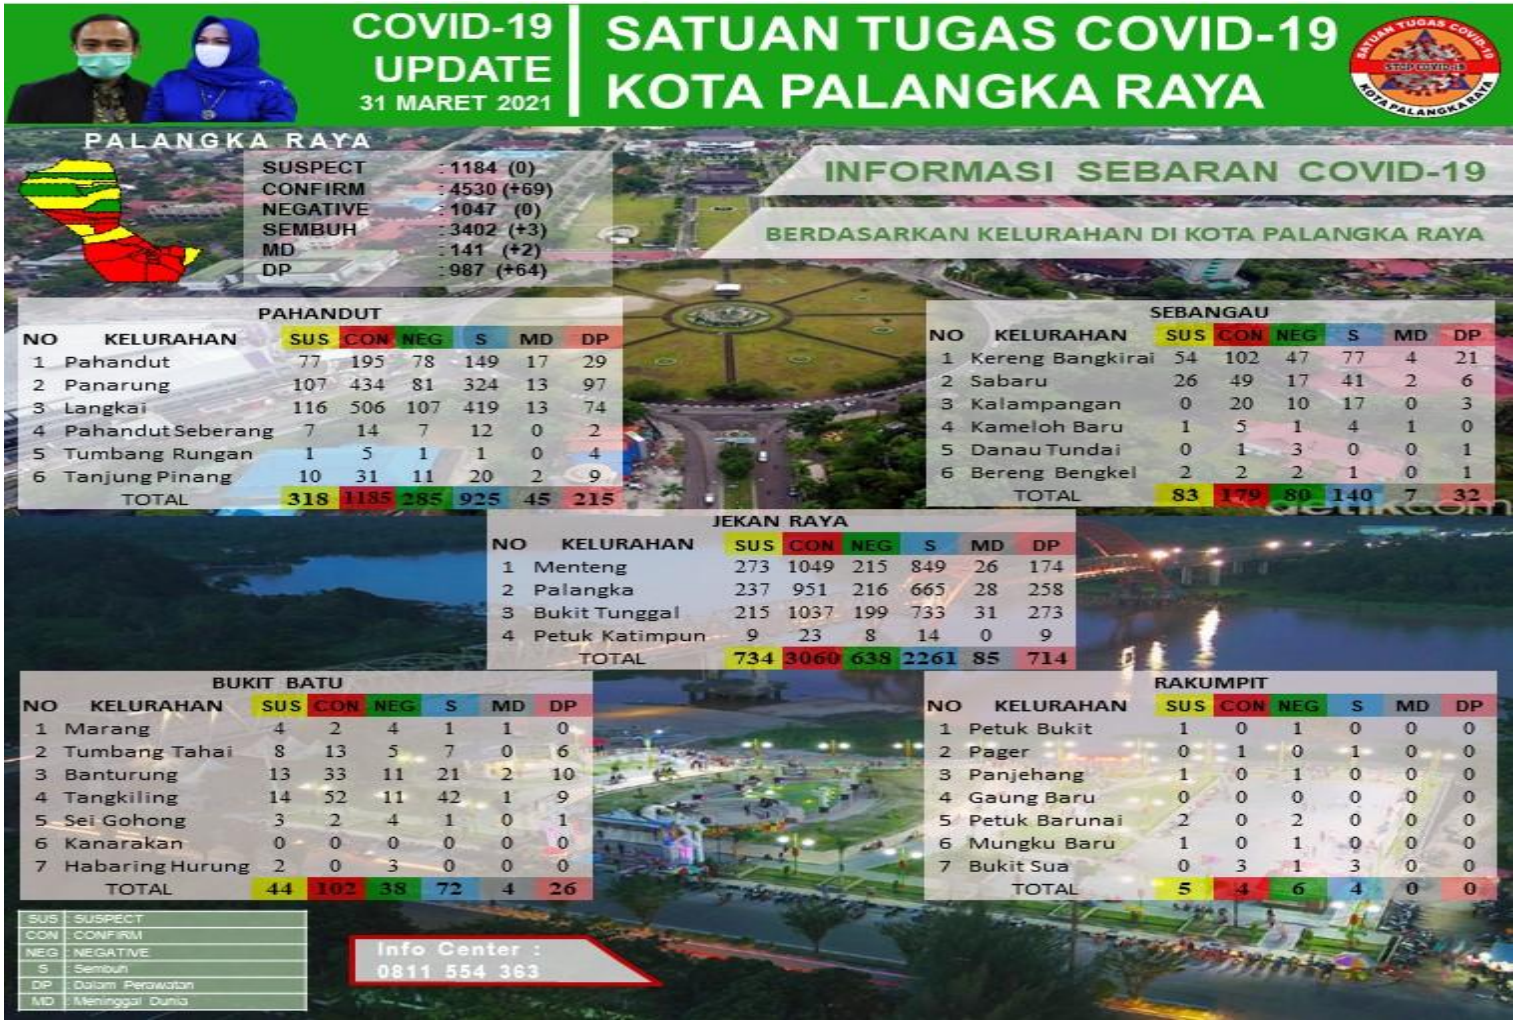 COVID-19
UPDATE
31 MARET 2021
SATUAN TUGAS COVID-19
KOTA PALANGKA RAYA
SATUAN TUGAS COVID-19
STOP COVID-19
KOTA PALANGKA RAYA
PALANGKA RAYA
SUSPECT : 1184 (0)
CONFIRM : 4530 (+69)
NEGATIVE : 1047 (0)
SEMBUH : 3402 (+3)
MD : 141 (+2)
DP : 987 (+64)
INFORMASI SEBARAN COVID-19
BERDASARKAN KELURAHAN DI KOTA PALANGKA RAYA
PAHANDUT
NO KELURAHAN SUS CON NEG S MD DP
1 Pahandut 77 195 78 149 17 29
2 Panarung 107 434 81 324 13 97
3 Langkai 116 506 107 419 13 74
4 Pahandut Seberang 7 14 7 12 0 2
5 Tumbang Rungan 1 5 1 1 0 4
6 Tanjung Pinang 10 31 11 20 2 9
TOTAL 318 1185 285 925 45 215
SEBANGAU
NO KELURAHAN SUS CON NEG S MD DP
1 Kereng Bangkirai 54 102 47 77 4 21
2 Sabaru 26 49 17 41 2 6
3 Kalampangan 0 20 10 17 0 3
4 Kameloh Baru 1 5 1 4 1 0
5 Danau Tundai 0 1 3 0 0 1
6 Bereng Bengkel 2 2 2 1 0 1
TOTAL 83 179 80 140 7 32
detikcom
JEKAN RAYA
NO KELURAHAN SUS CON NEG S MD DP
1 Menteng 273 1049 215 849 26 174
2 Palangka 237 951 216 665 28 258
3 Bukit Tunggal 215 1037 199 733 31 273
4 Petuk Katimpun 9 23 8 14 0 9
TOTAL 734 3060 638 2261 85 714
BUKIT BATU
NO KELURAHAN SUS CON NEG S MD DP
1 Marang 4 2 4 1 1 0
2 Tumbang Tahai 8 13 5 7 0 6
3 Banturung 13 33 11 21 2 10
4 Tangkiling 14 52 11 42 1 9
5 Sei Gohong 3 2 4 1 0 1
6 Kanarakan 0 0 0 0 0 0
7 Habaring Hurung 2 0 3 0 0 0
TOTAL 44 102 38 72 4 26
RAKUMPIT
NO KELURAHAN SUS CON NEG S MD DP
1 Petuk Bukit 1 0 1 0 0 0
2 Pager 0 1 0 1 0 0
3 Panjehang 1 0 1 0 0 0
4 Gaung Baru 0 0 0 0 0 0
5 Petuk Barunai 2 0 2 0 0 0
6 Mungku Baru 1 0 1 0 0 0
7 Bukit Sua 0 3 1 3 0 0
TOTAL 5 4 6 4 0 0
SUS : SUSPECT
CON : CONFIRM
NEG : NEGATIVE
S : Sembuh
DP : Dalam Perawatan
MD : Meninggal Dunia
Info Center :
0811 554 363